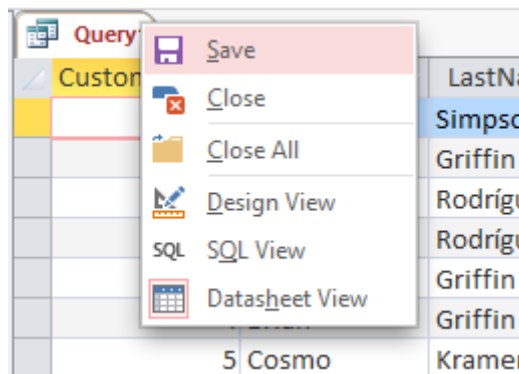 Query
Save
Custon LastNa
Close
Simpso
Close All
Griffin
Design View
Rodrígu
SQL SQL View
Rodrígu
Datasheet View
Griffin
Griffin
5 Cosmo Kramer